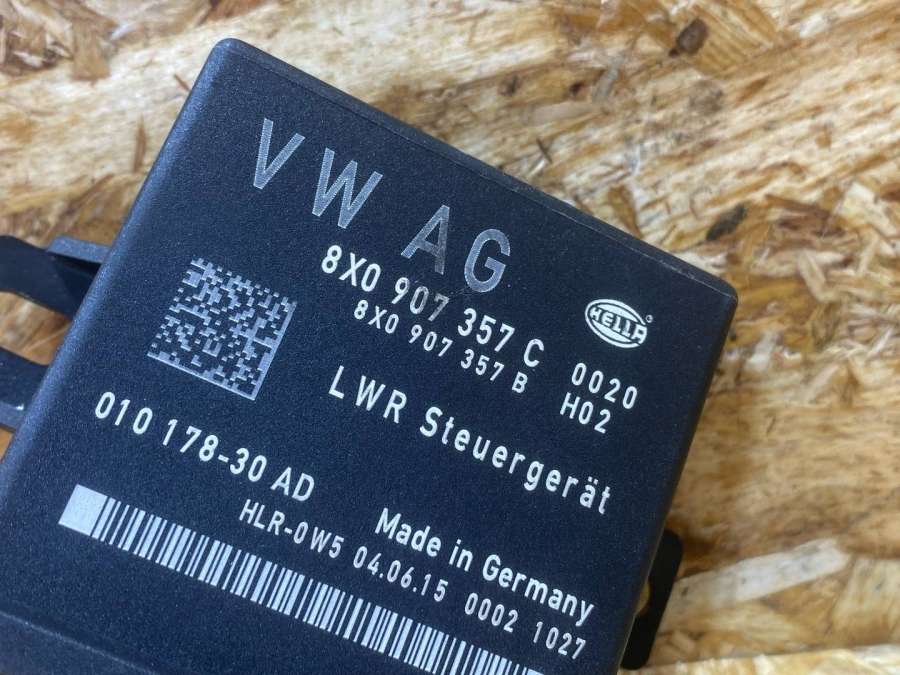 VW AG
8X0 907 357 C
8X0 907 357 B
HELLA
0020
H02
LWR Steuergerät
010 178-30 AD
Made in Germany
HLR-0W5 04.06.15 0002 1027